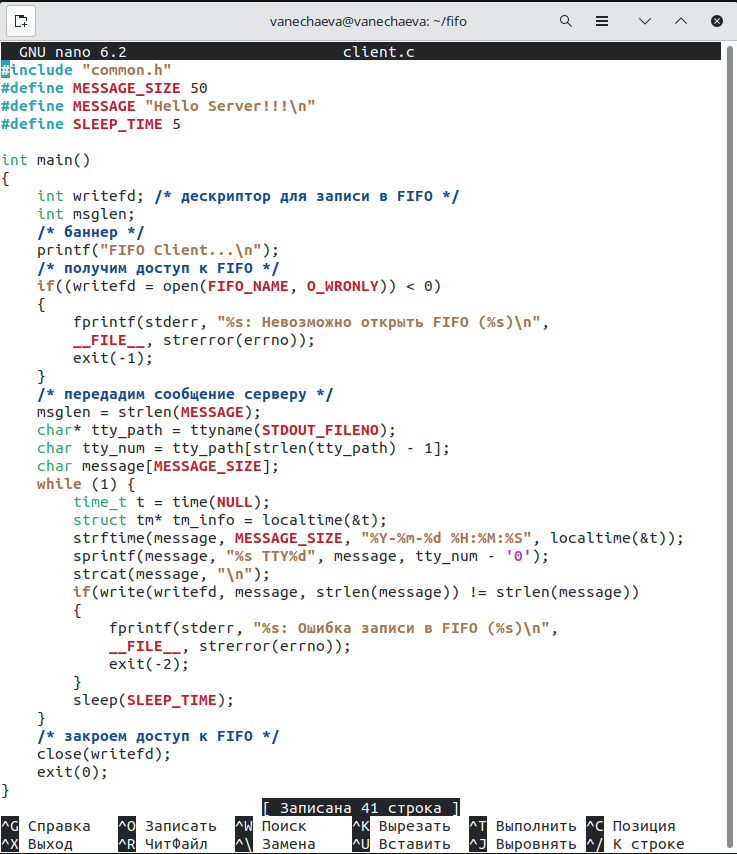 vanechaeva@vanechaeva: ~/fifo
GNU nano 6.2 client.c
#include "common.h"
#define MESSAGE_SIZE 50
#define MESSAGE "Hello Server!!!\n"
#define SLEEP_TIME 5
int main()
{
    int writefd; /* дескриптор для записи в FIFO */
    int msglen;
    /* баннер */
    printf("FIFO Client...\n");
    /* получим доступ к FIFO */
    if((writefd = open(FIFO_NAME, O_WRONLY)) < 0)
    {
        fprintf(stderr, "%s: Невозможно открыть FIFO (%s)\n",
        __FILE__, strerror(errno));
        exit(-1);
    }
    /* передадим сообщение серверу */
    msglen = strlen(MESSAGE);
    char* tty_path = ttyname(STDOUT_FILENO);
    char tty_num = tty_path[strlen(tty_path) - 1];
    char message[MESSAGE_SIZE];
    while (1) {
        time_t t = time(NULL);
        struct tm* tm_info = localtime(&t);
        strftime(message, MESSAGE_SIZE, "%Y-%m-%d %H:%M:%S", localtime(&t));
        sprintf(message, "%s TTY%d", message, tty_num - '0');
        strcat(message, "\n");
        if(write(writefd, message, strlen(message)) != strlen(message))
        {
            fprintf(stderr, "%s: Ошибка записи в FIFO (%s)\n",
            __FILE__, strerror(errno));
            exit(-2);
        }
        sleep(SLEEP_TIME);
    }
    /* закроем доступ к FIFO */
    close(writefd);
    exit(0);
}
[ Записана 41 строка ]
^G Справка ^O Записать ^W Поиск ^K Вырезать ^T Выполнить ^C Позиция
^X Выход ^R ЧитФайл ^\ Замена ^U Вставить ^J Выровнять ^/ К строке